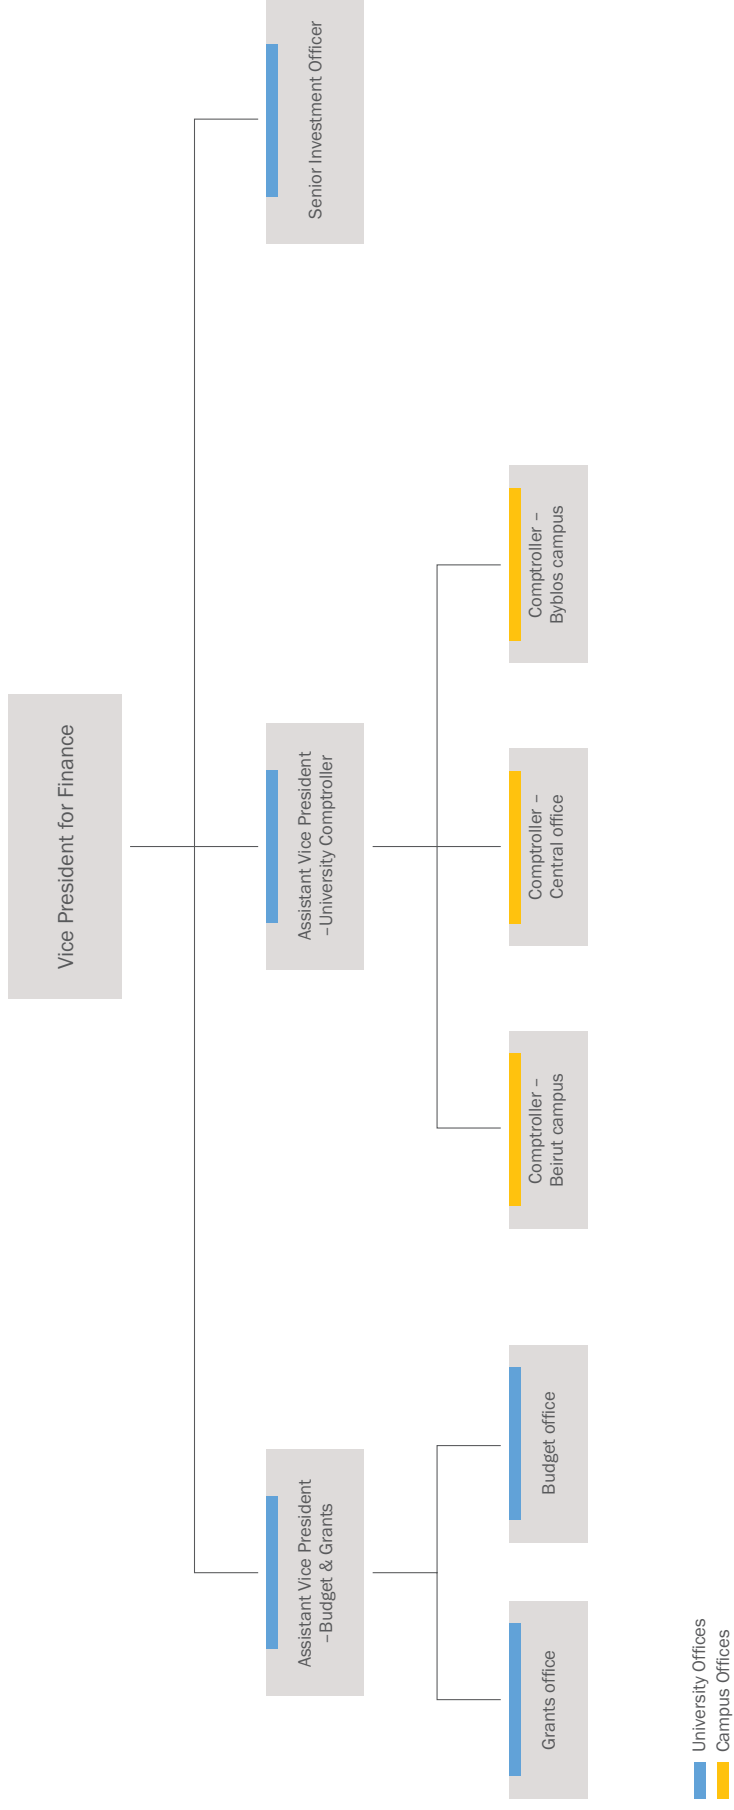 Vice President for Finance
Assistant Vice President
–Budget & Grants
Assistant Vice President
–University Comptroller
Senior Investment Officer
Grants office
Budget office
Comptroller –
Beirut campus
Comptroller –
Central office
Comptroller –
Byblos campus
University Offices
Campus Offices